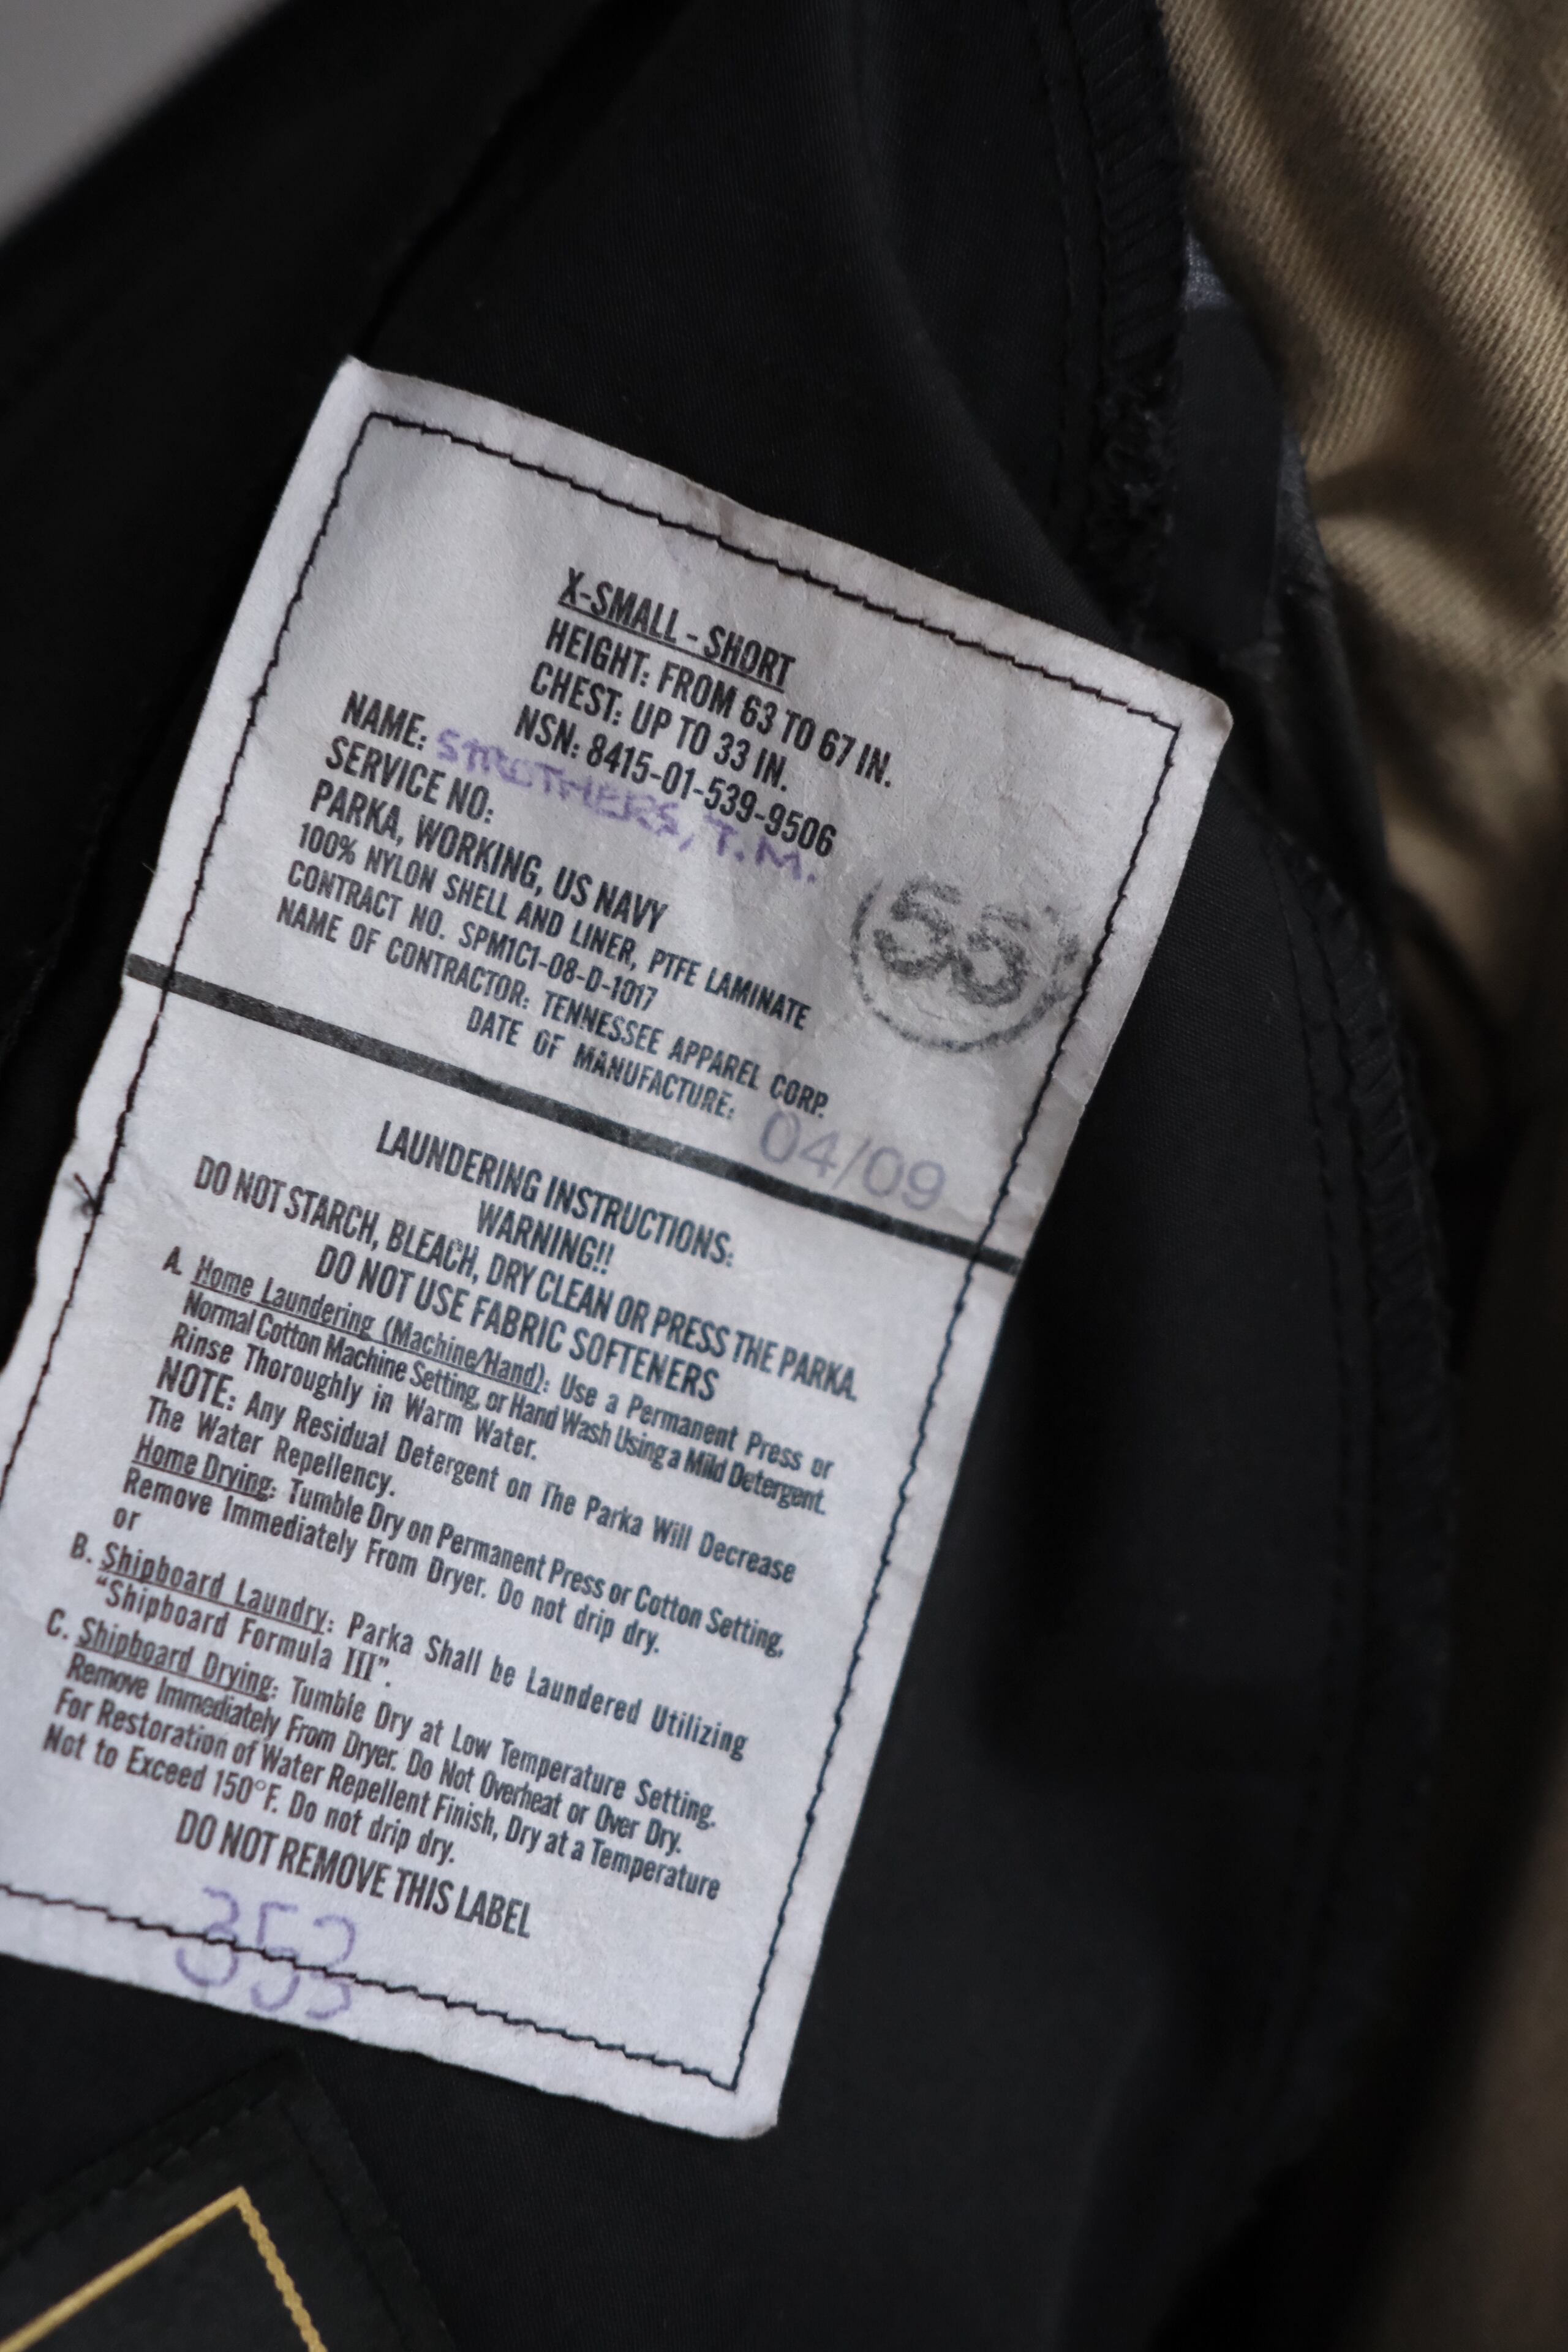 X-SMALL - SHORT
HEIGHT: FROM 63 TO 67 IN.
CHEST: UP TO 33 IN.
NSN: 8415-01-539-9506
NAME: STROTHERS, T.M.
SERVICE NO:
PARKA, WORKING, US NAVY
100% NYLON SHELL AND LINER, PTFE LAMINATE
CONTRACT NO. SPM1C1-08-D-1017
NAME OF CONTRACTOR: TENNESSEE APPAREL CORP.
DATE OF MANUFACTURE: 04/09
55
LAUNDERING INSTRUCTIONS:
WARNING!!
DO NOT STARCH, BLEACH, DRY CLEAN OR PRESS THE PARKA.
DO NOT USE FABRIC SOFTENERS
A. Home Laundering (Machine/Hand): Use a Permanent Press or
Normal Cotton Machine Setting, or Hand Wash Using a Mild Detergent.
Rinse Thoroughly in Warm Water.
NOTE: Any Residual Detergent on The Parka Will Decrease
The Water Repellency.
Home Drying: Tumble Dry on Permanent Press or Cotton Setting,
Remove Immediately From Dryer. Do not drip dry.
or
B. Shipboard Laundry: Parka Shall be Laundered Utilizing
"Shipboard Formula III".
C. Shipboard Drying: Tumble Dry at Low Temperature Setting.
Remove Immediately From Dryer. Do Not Overheat or Over Dry.
For Restoration of Water Repellent Finish, Dry at a Temperature
Not to Exceed 150°F. Do not drip dry.
DO NOT REMOVE THIS LABEL
353